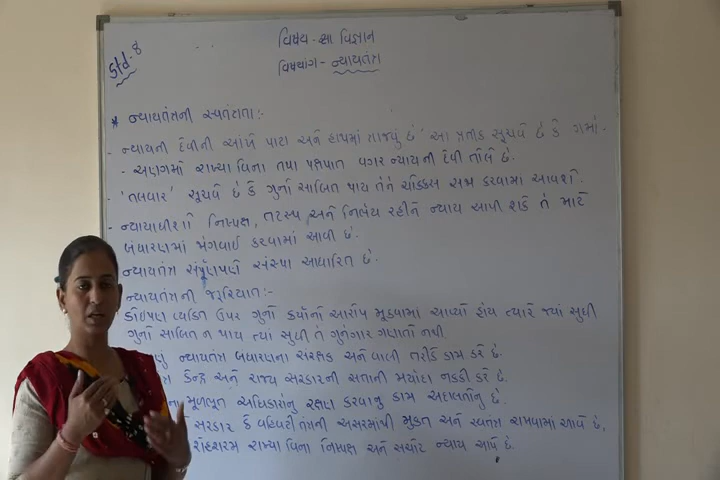 Std. 8
વિષય - સા વિજ્ઞાન
વિષયાંગ - ન્યાયતંત્ર
* ન્યાયતંત્રની સ્વતંત્રતા :-
- ન્યાયની દેવીની આંખે પાટા અને હાથમાં ત્રાજવું છે' આ પ્રતીક સૂચવે છે કે ગમા -
- અણગમો રાખ્યા વિના તથા પક્ષપાત વગર ન્યાયની દેવી તોલે છે.
- 'તલવાર' સૂચવે છે કે ગુનો સાબિત થાય તેને ચોક્કસ સજા કરવામાં આવશે.
- ન્યાયાધીશો નિષ્પક્ષ, તટસ્થ, અને નિર્ભય રહીને ન્યાય આપી શકે તે માટે
બંધારણમાં જોગવાઈ કરવામાં આવી છે.
ન્યાયતંત્ર સંપૂર્ણપણે આધારિત છે.
ન્યાયતંત્રની જરૂરિયાત :-
કોઈપણ વ્યક્તિ ઉપર ગુનો કર્યાનો આરોપ મૂકવામાં આવ્યો હોય ત્યારે જ્યાં સુધી
ગુનો સાબિત ન થાય ત્યાં સુધી તે ગુનેગાર ગણાતો નથી
ન્યાયતંત્ર બંધારણના સંરક્ષક અને વાલી તરીકે કામ કરે છે.
કેન્દ્ર અને રાજ્ય સરકારની સત્તાની મર્યાદા નક્કી કરે છે.
મૂળભૂત અધિકારોનું રક્ષણ કરવાનું કામ અદાલતોનું છે.
સરકાર કે વહિવટીતંત્રની અસરમાંથી મુક્ત અને સ્વતંત્ર રાખવામાં આવે છે,
શેહશરમ રાખ્યા વિના નિષ્પક્ષ અને સચોટ ન્યાય આપે છે.